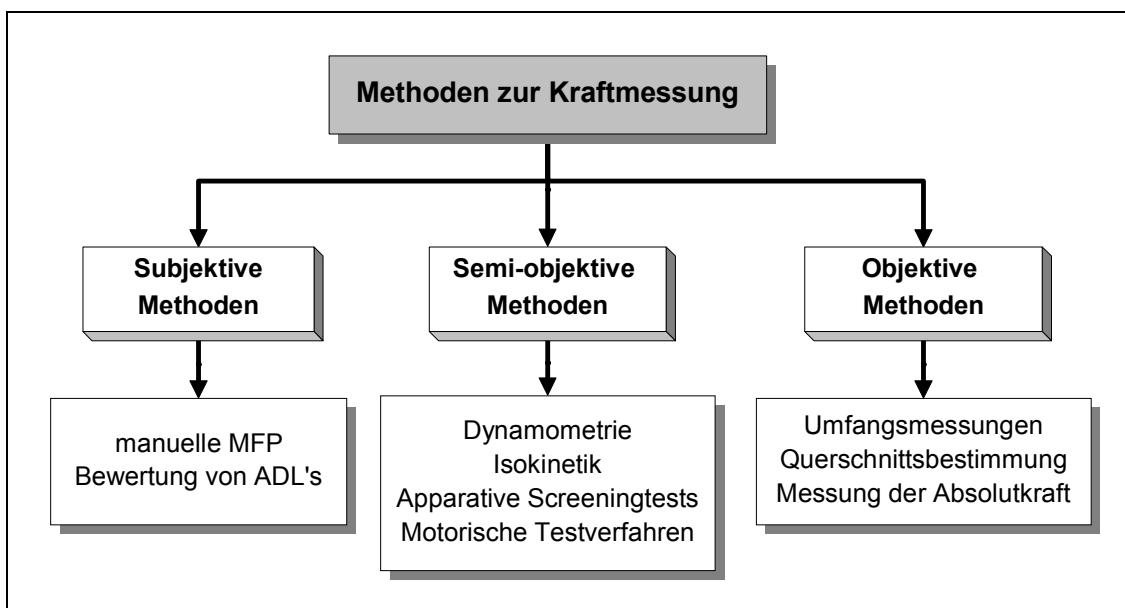 Methoden zur Kraftmessung
Subjektive
Methoden
Semi-objektive
Methoden
Objektive
Methoden
manuelle MFP
Bewertung von ADL's
Dynamometrie
Isokinetik
Apparative Screeningtests
Motorische Testverfahren
Umfangsmessungen
Querschnittsbestimmung
Messung der Absolutkraft